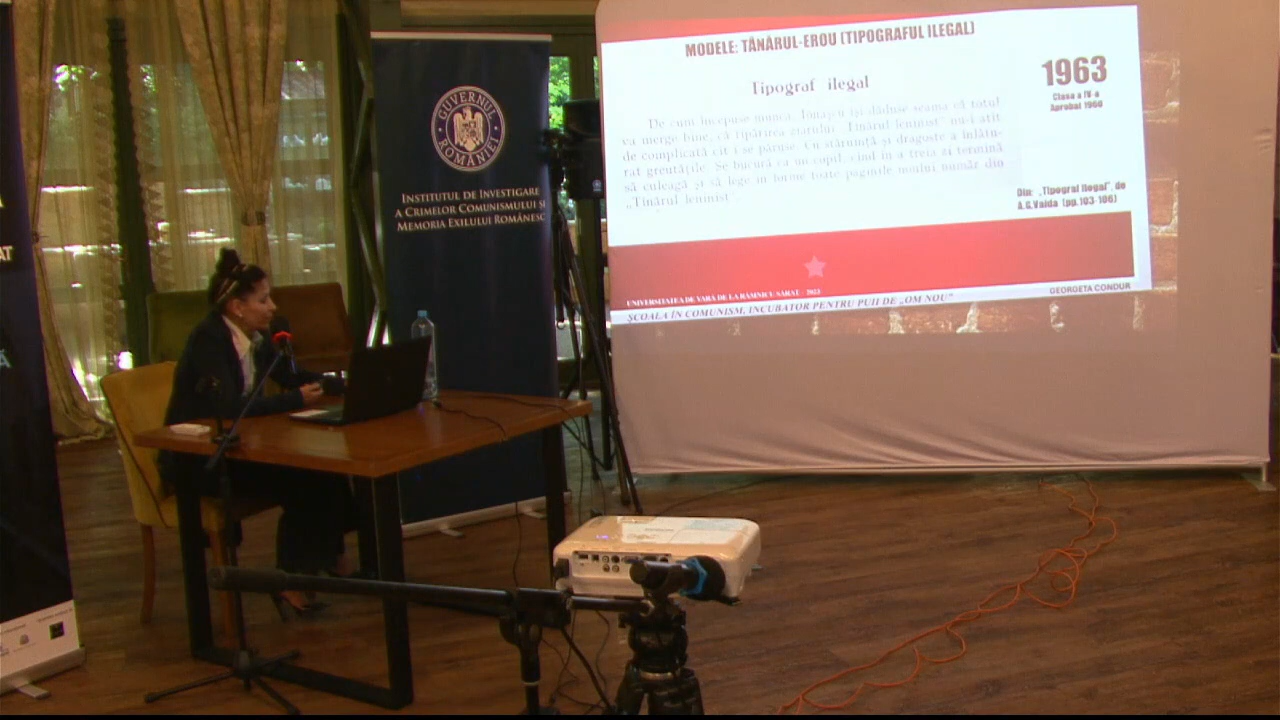 GUVERNUL ROMÂNIEI
INSTITUTUL DE INVESTIGARE
A CRIMELOR COMUNISMULUI ȘI
MEMORIA EXILULUI ROMÂNESC
MODELE: TÂNĂRUL-EROU (TIPOGRAFUL ILEGAL)
Tipograf ilegal
De cum începuse munca, Ionaș își dăduse seama că totul
va merge bine, că tipărirea ziarului „Tînărul leninist” nu-i atît
de complicată cît i se păruse. Cu stăruință și dragoste a înlătu-
rat greutățile. Se bucură ca un copil, cînd în a treia zi termină
să culeagă și să lege în forme toate paginile noului număr din
„Tînărul leninist”.
1963
Clasa a IV-a
Aprobat 1960
Din: „Tipograf ilegal”, de
A.G.Vaida (pp.103-106)
UNIVERSITATEA DE VARĂ DE LA RÂMNICU SĂRAT - 2023
GEORGETA CONDUR
ȘCOALA ÎN COMUNISM, INCUBATOR PENTRU PUII DE „OM NOU”
AT
A